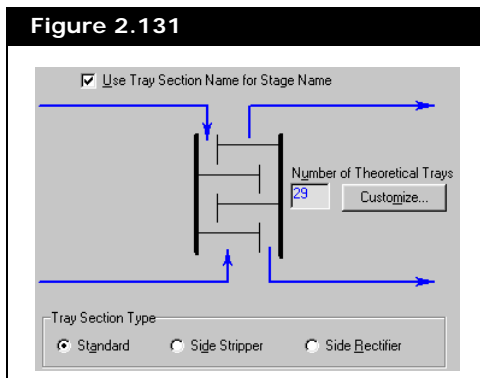 Figure 2.131
Use Tray Section Name for Stage Name
Number of Theoretical Trays
29
Customize...
Tray Section Type
Standard
Side Stripper
Side Rectifier